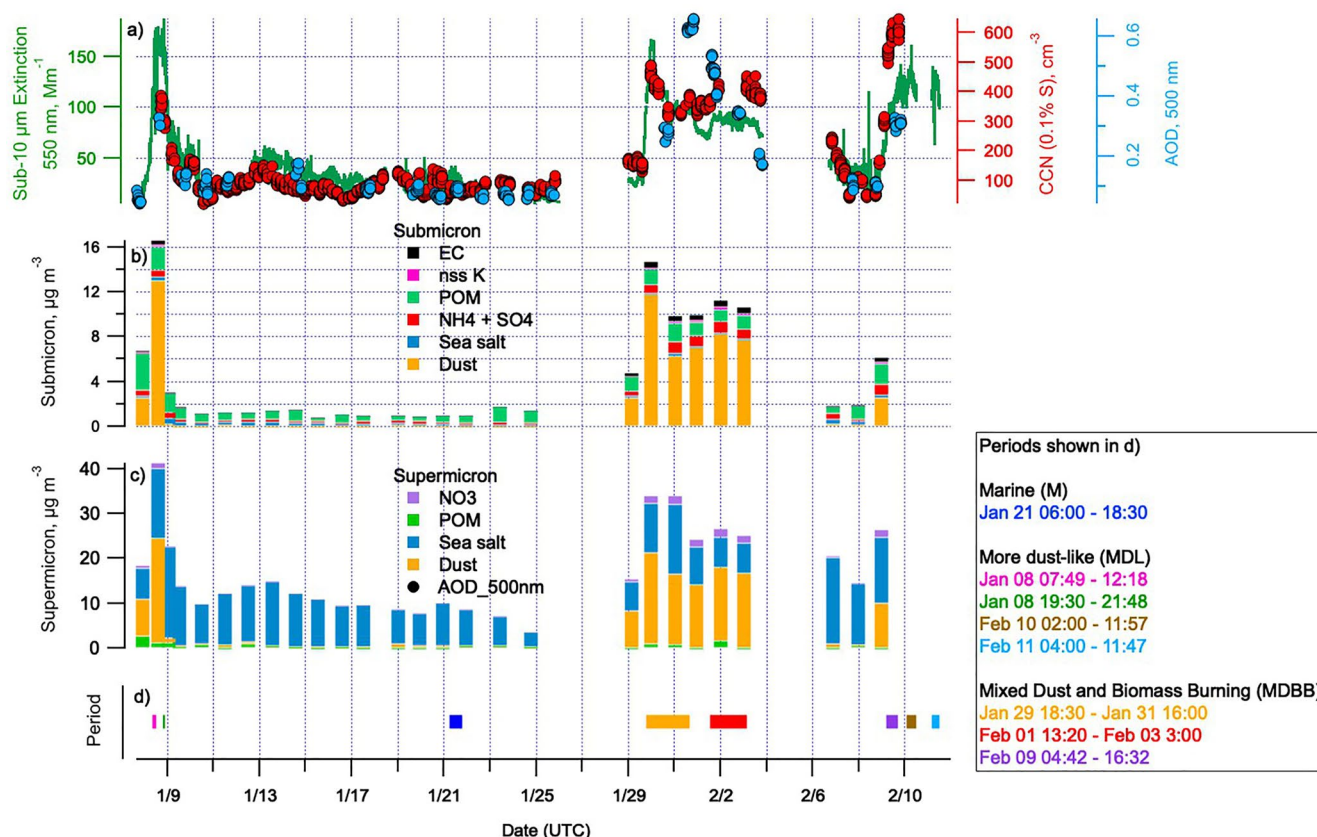 a)
Sub-10 µm Extinction
550 nm, Mm-1
150
100
50
600
500
400
300
200
100
CCN (0.1% S), cm-3
0.6
0.4
0.2
AOD, 500 nm
b)
Submicron, µg m-3
16
12
8
4
0
Submicron
EC
nss K
POM
NH4 + SO4
Sea salt
Dust
c)
Supermicron, µg m-3
40
30
20
10
0
Supermicron
NO3
POM
Sea salt
Dust
AOD_500nm
d)
Period
1/9 1/13 1/17 1/21 1/25 1/29 2/2 2/6 2/10
Date (UTC)
Periods shown in d)
Marine (M)
Jan 21 06:00 - 18:30
More dust-like (MDL)
Jan 08 07:49 - 12:18
Jan 08 19:30 - 21:48
Feb 10 02:00 - 11:57
Feb 11 04:00 - 11:47
Mixed Dust and Biomass Burning (MDBB)
Jan 29 18:30 - Jan 31 16:00
Feb 01 13:20 - Feb 03 3:00
Feb 09 04:42 - 16:32